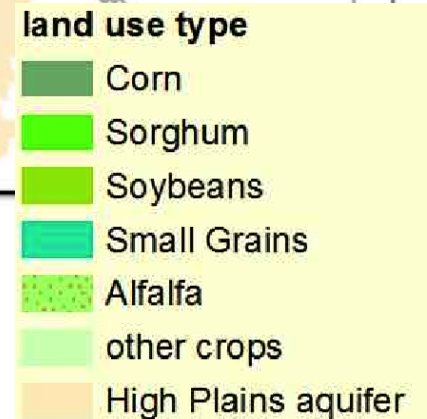 land use type
Corn
Sorghum
Soybeans
Small Grains
Alfalfa
other crops
High Plains aquifer